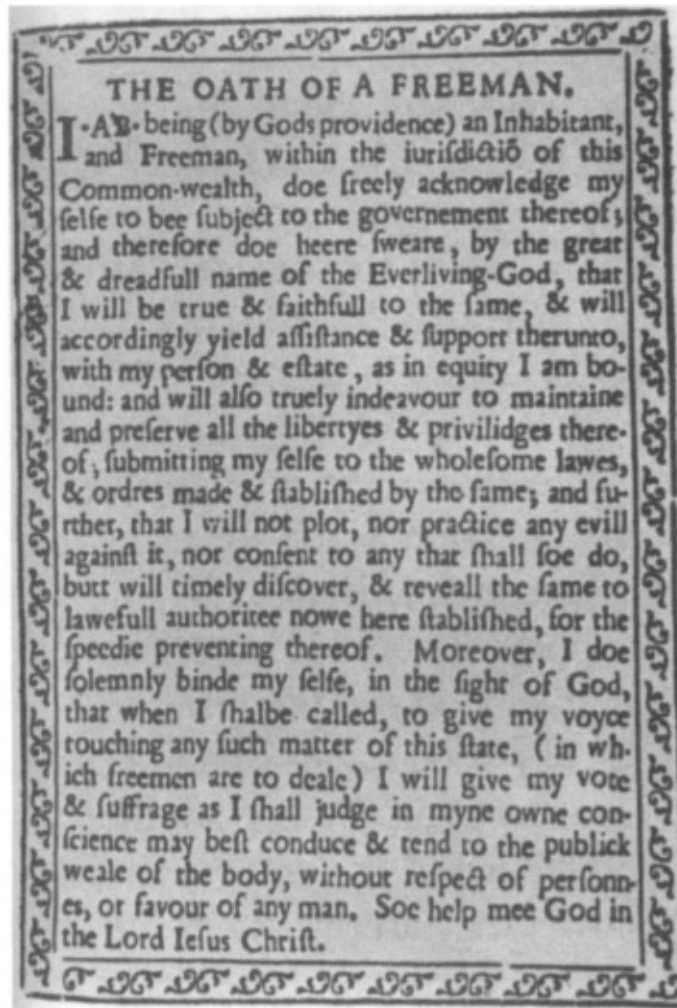 THE OATH OF A FREEMAN.
I·AB· being (by Gods providence) an Inhabitant,
and Freeman, within the iuriſdictiō of this
Common-wealth, doe freely acknowledge my
ſelfe to bee ſubject to the governement thereof;
and therefore doe heere ſweare, by the great
& dreadfull name of the Everliving-God, that
I will be true & faithfull to the ſame, & will
accordingly yield aſſiſtance & ſupport therunto,
with my perſon & eſtate, as in equity I am bo-
und: and will alſo truely indeavour to maintaine
and preſerve all the libertyes & privilidges there-
of, ſubmitting my ſelfe to the wholeſome lawes,
& ordres made & ſtabliſhed by the ſame; and fu-
rther, that I will not plot, nor practice any evill
againſt it, nor conſent to any that ſhall ſoe do,
butt will timely diſcover, & reveall the ſame to
lawefull authoritee nowe here ſtabliſhed, for the
ſpeedie preventing thereof. Moreover, I doe
ſolemnly binde my ſelfe, in the ſight of God,
that when I ſhalbe called, to give my voyce
touching any ſuch matter of this ſtate, (in wh-
ich freemen are to deale) I will give my vote
& ſuffrage as I ſhall judge in myne owne con-
ſcience may beſt conduce & tend to the publick
weale of the body, without reſpect of perſonn-
es, or favour of any man. Soe help mee God in
the Lord Ieſus Chriſt.